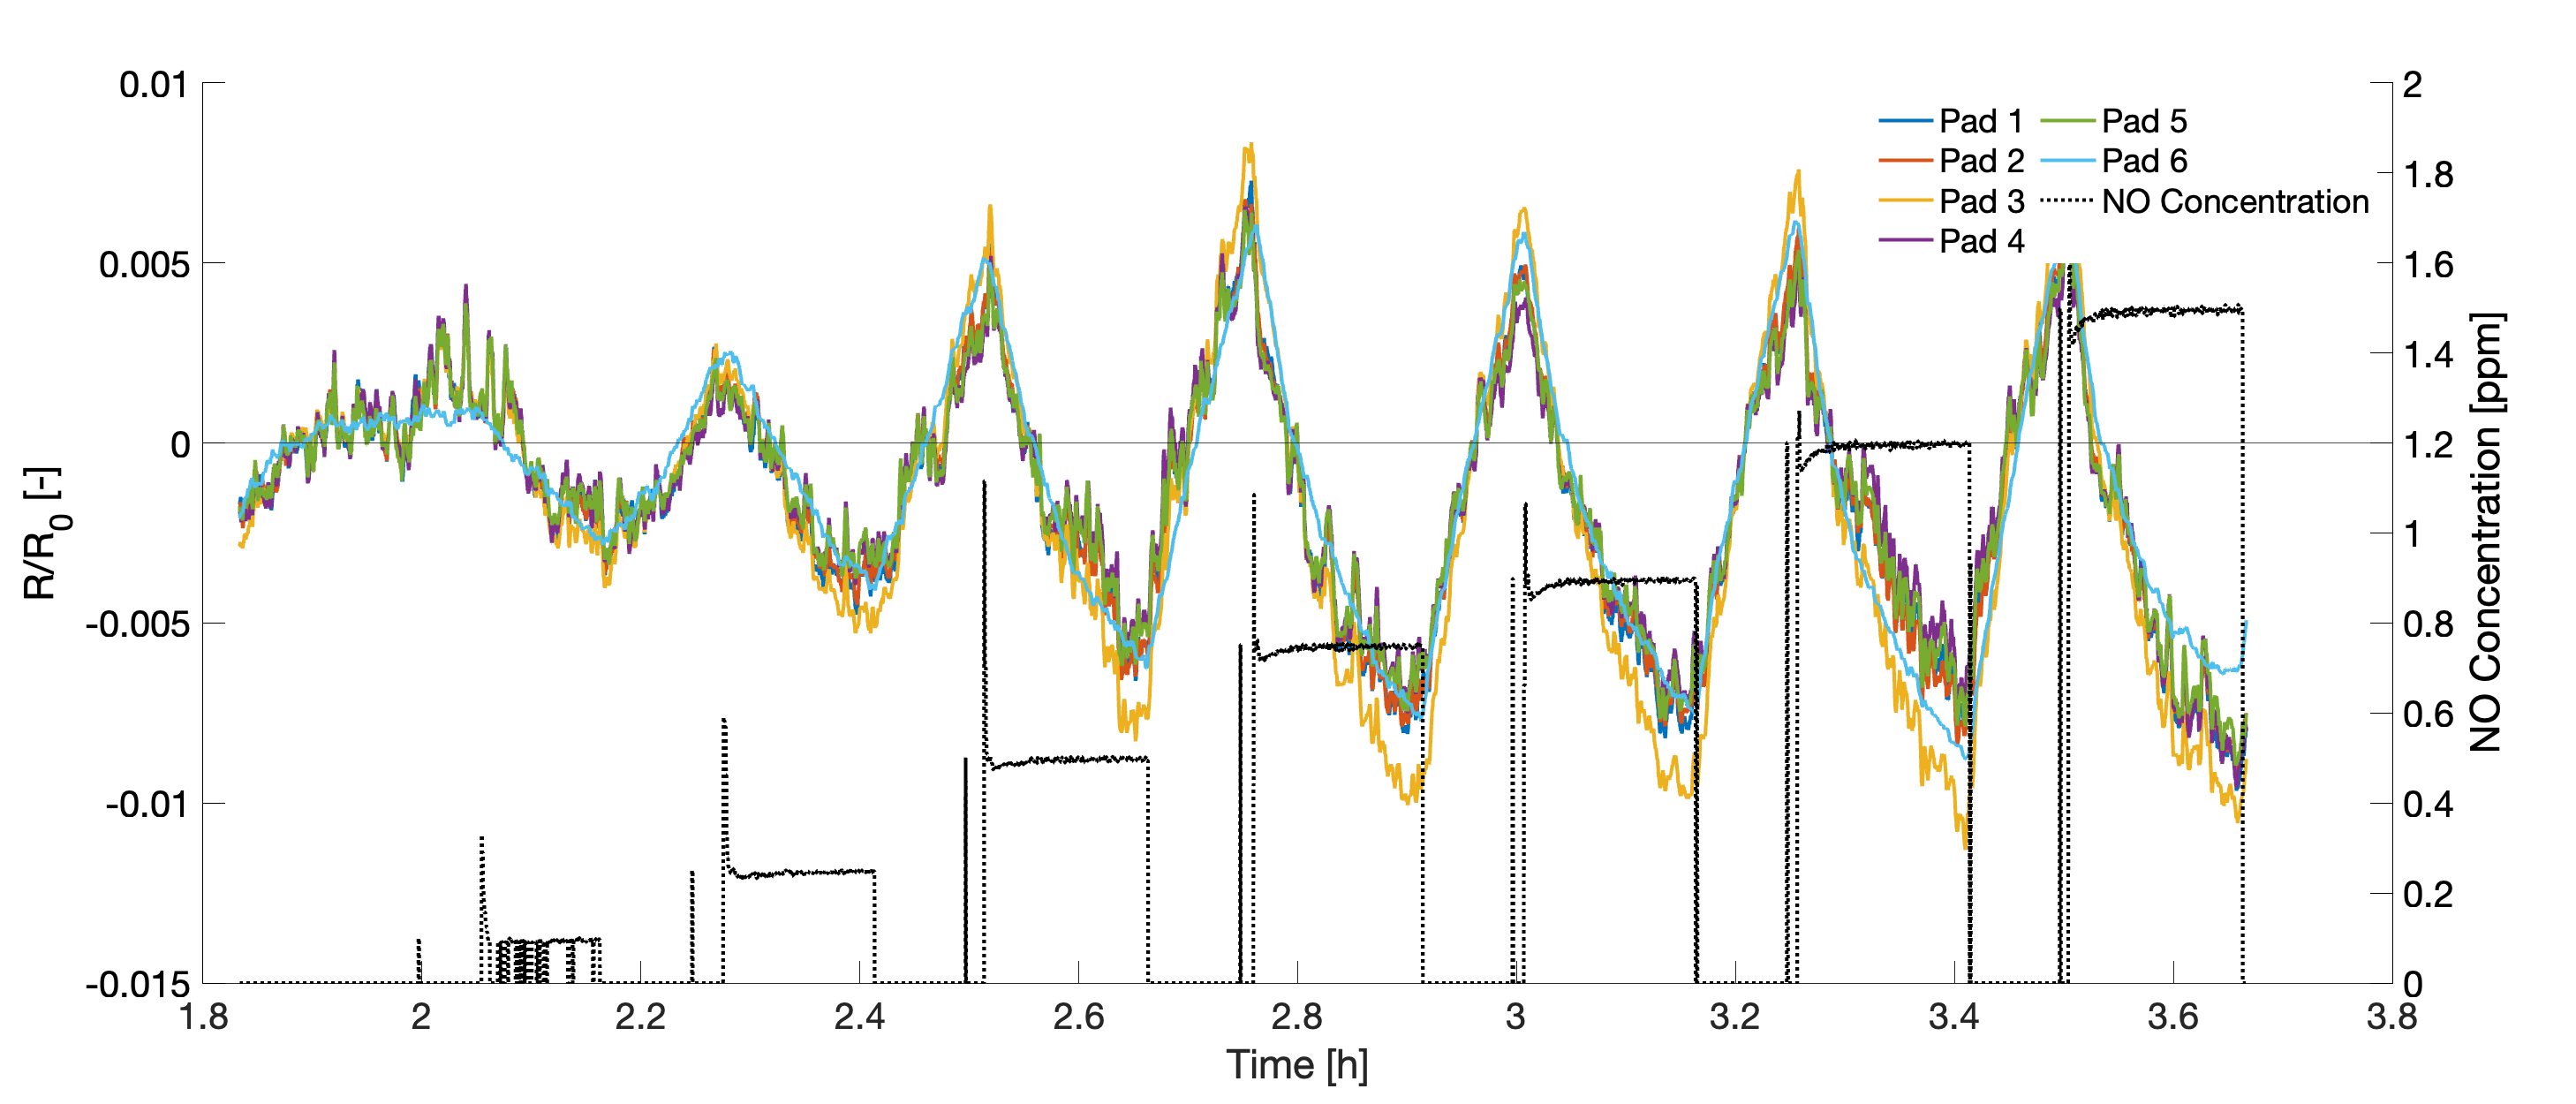 0.01
0.005
0
-0.005
-0.01
-0.015
R/R0 [-]
1.8
2
2.2
2.4
2.6
2.8
3
3.2
3.4
3.6
3.8
Time [h]
Pad 1
Pad 2
Pad 3
Pad 4
Pad 5
Pad 6
NO Concentration
2
1.8
1.6
1.4
1.2
1
0.8
0.6
0.4
0.2
0
NO Concentration [ppm]